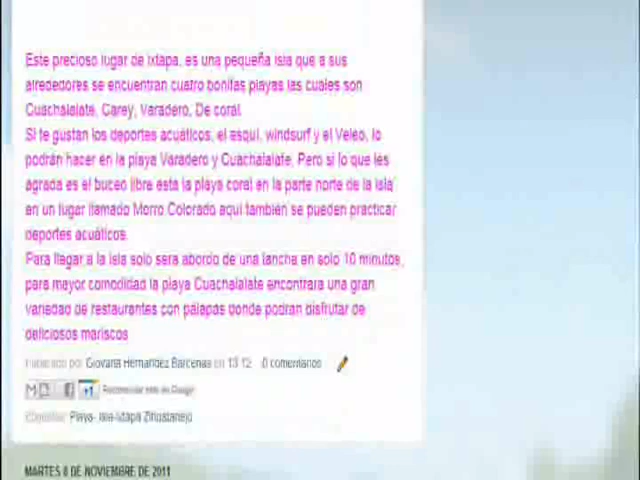 Este precioso lugar de Ixtapa, es una pequeña isla que a sus
alrededores se encuentran cuatro bonitas playas las cuales son
Cuachalalate, Carey, Varadero, De coral.
Si te gustan los deportes acuáticos, el esquí, windsurf y el Veleo, lo
podrán hacer en la playa Varadero y Cuachalalate. Pero si lo que les
agrada es el buceo libre esta la playa coral en la parte norte de la isla
en un lugar llamado Morro Colorado aquí también se pueden practicar
deportes acuáticos.
Para llegar a la isla solo sera abordo de una lancha en solo 10 minutos,
para mayor comodidad la playa Cuachalalate encontrara una gran
variedad de restaurantes con palapas donde podrán disfrutar de
deliciosos mariscos
Publicado por Giovana Hernandez Barcenas en 13:12 0 comentarios
+1 Recomendar esto en Google
Etiquetas: Playa- Isla-Ixtapa Zihuatanejo
MARTES 8 DE NOVIEMBRE DE 2011